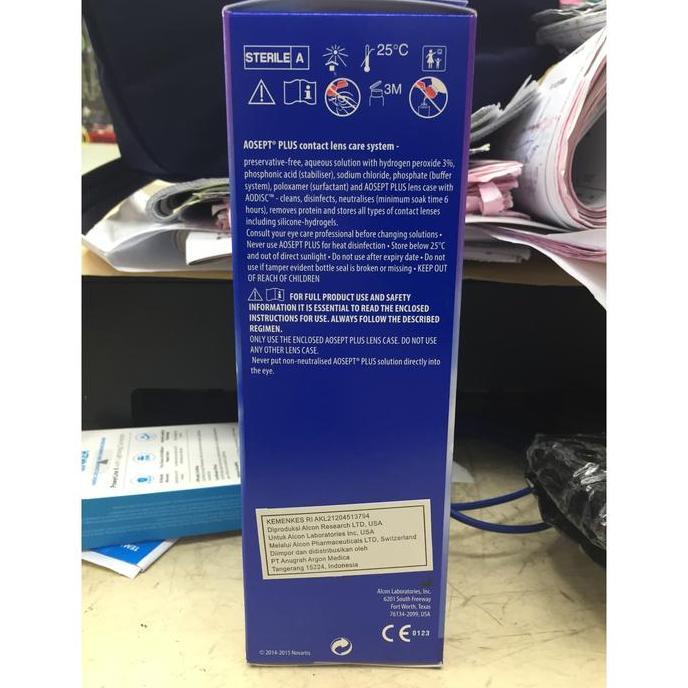 STERILE A
25°C
3M
AOSEPT® PLUS contact lens care system -
preservative-free, aqueous solution with hydrogen peroxide 3%,
phosphonic acid (stabiliser), sodium chloride, phosphate (buffer
system), poloxamer (surfactant) and AOSEPT PLUS lens case with
AODISC™ - cleans, disinfects, neutralises (minimum soak time 6
hours), removes protein and stores all types of contact lenses
including silicone-hydrogels.
Consult your eye care professional before changing solutions •
Never use AOSEPT PLUS for heat disinfection • Store below 25°C
and out of direct sunlight • Do not use after expiry date • Do not
use if tamper evident bottle seal is broken or missing • KEEP OUT
OF REACH OF CHILDREN
FOR FULL PRODUCT USE AND SAFETY
INFORMATION IT IS ESSENTIAL TO READ THE ENCLOSED
INSTRUCTIONS FOR USE. ALWAYS FOLLOW THE DESCRIBED
REGIMEN.
ONLY USE THE ENCLOSED AOSEPT PLUS LENS CASE. DO NOT USE
ANY OTHER LENS CASE.
Never put non-neutralised AOSEPT® PLUS solution directly into
the eye.
KEMENKES RI AKL21204513794
Diproduksi Alcon Research LTD, USA
Untuk Alcon Laboratories Inc, USA
Melalui Alcon Pharmaceuticals LTD, Switzerland
Diimpor dan didistribusikan oleh
PT Anugrah Argon Medica
Tangerang 15224, Indonesia
Alcon Laboratories, Inc.
6201 South Freeway
Fort Worth, Texas
76134-2099, USA
CE 0123
© 2014-2015 Novartis